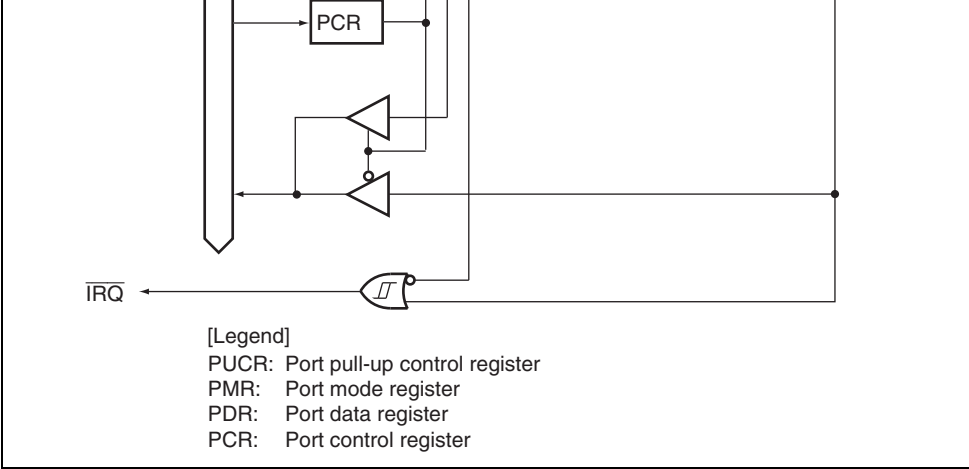 PCR
IRQ
[Legend]
PUCR: Port pull-up control register
PMR: Port mode register
PDR: Port data register
PCR: Port control register